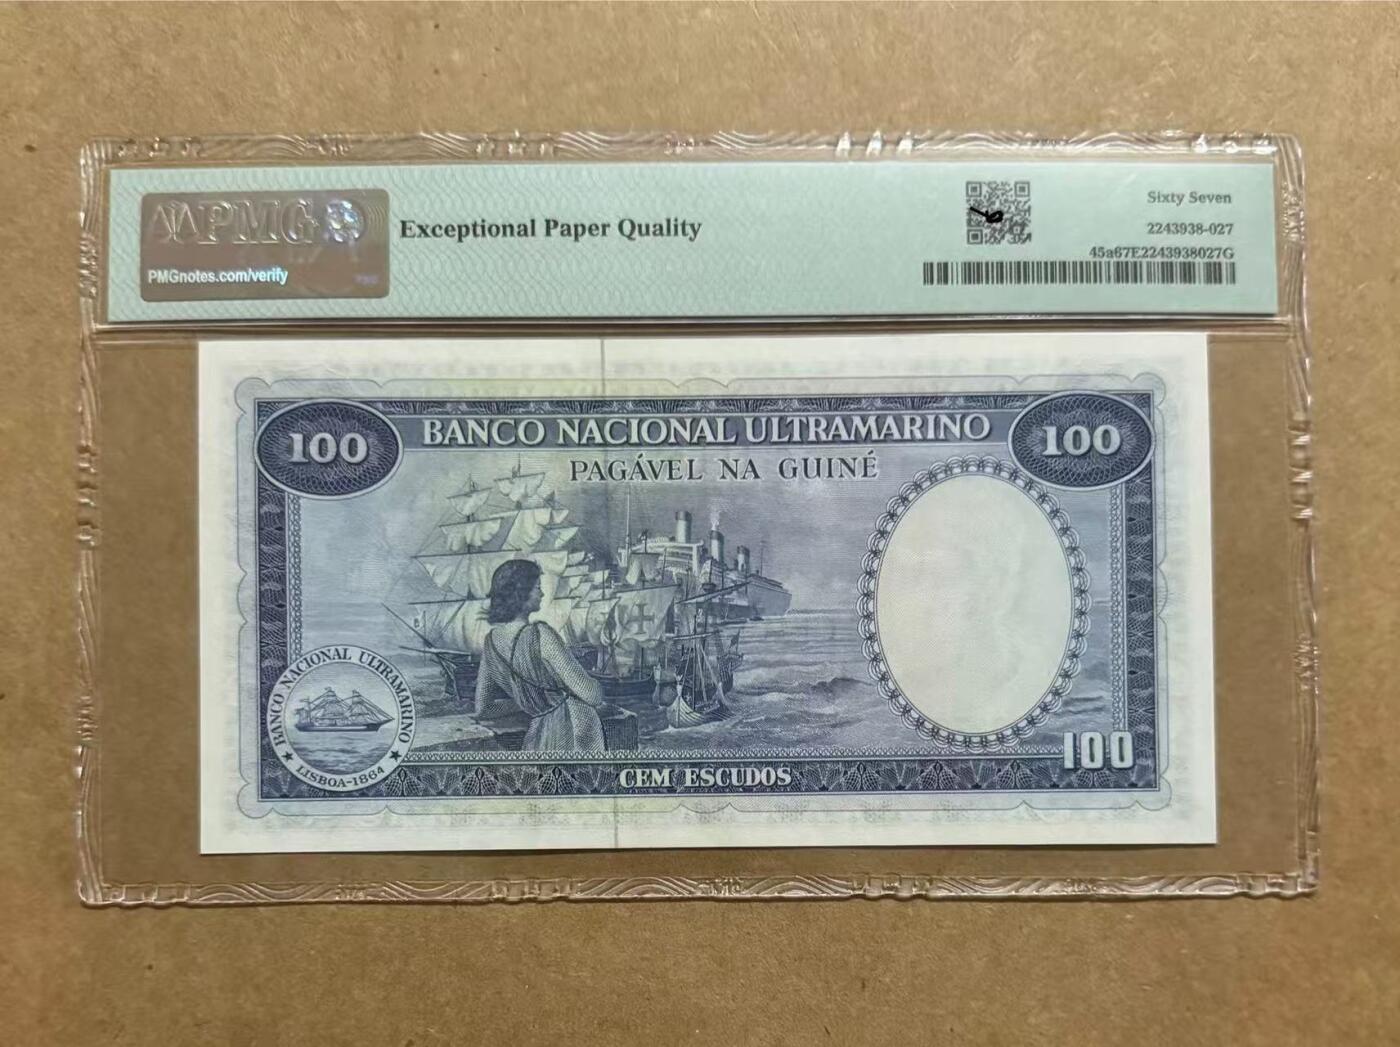 PMG
PMGnotes.com/verify
Exceptional Paper Quality
Sixty Seven
2243938-027
45a67E2243938027G
100
BANCO NACIONAL ULTRAMARINO
100
PAGÁVEL NA GUINÉ
BANCO NACIONAL ULTRAMARINO
LISBOA-1864
CEM ESCUDOS
100